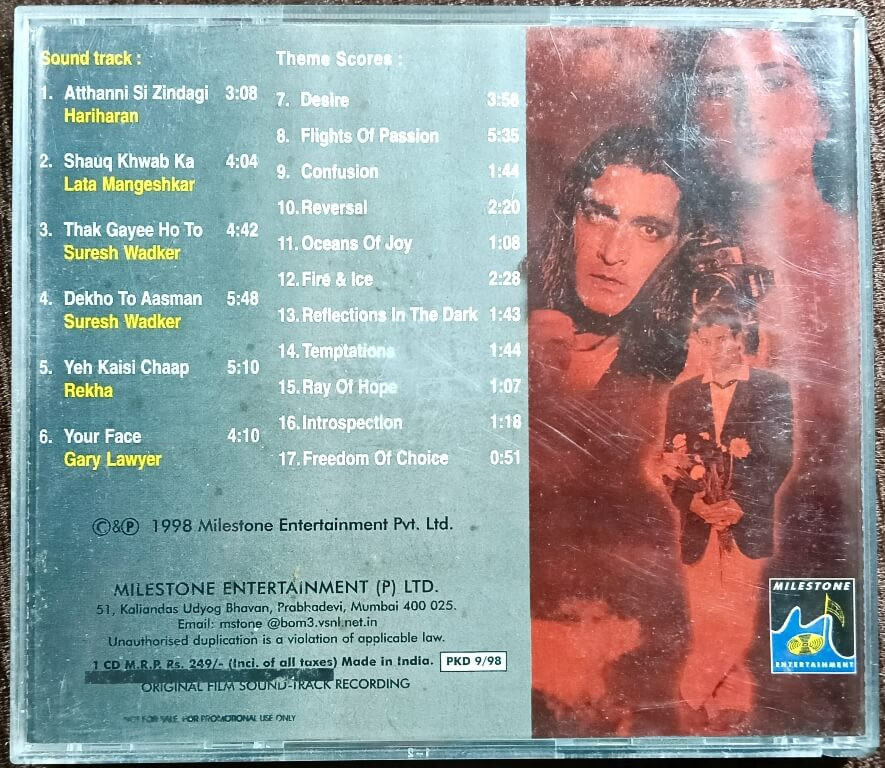 Sound track :
1. Atthanni Si Zindagi 3:08
Hariharan
2. Shauq Khwab Ka 4:04
Lata Mangeshkar
3. Thak Gayee Ho To 4:42
Suresh Wadker
4. Dekho To Aasman 5:48
Suresh Wadker
5. Yeh Kaisi Chaap 5:10
Rekha
6. Your Face 4:10
Gary Lawyer
Theme Scores :
7. Desire 3:56
8. Flights Of Passion 5:35
9. Confusion 1:44
10. Reversal 2:20
11. Oceans Of Joy 1:08
12. Fire & Ice 2:28
13. Reflections In The Dark 1:43
14. Temptations 1:44
15. Ray Of Hope 1:07
16. Introspection 1:18
17. Freedom Of Choice 0:51
©&℗ 1998 Milestone Entertainment Pvt. Ltd.
MILESTONE ENTERTAINMENT (P) LTD.
51, Kaliandas Udyog Bhavan, Prabhadevi, Mumbai 400 025.
Email: mstone @bom3.vsnl.net.in
Unauthorised duplication is a violation of applicable law.
1 CD M.R.P. Rs. 249/- (Incl. of all taxes) Made in India. PKD 9/98
ORIGINAL FILM SOUND-TRACK RECORDING
NOT FOR SALE. FOR PROMOTIONAL USE ONLY
MILESTONE
ENTERTAINMENT